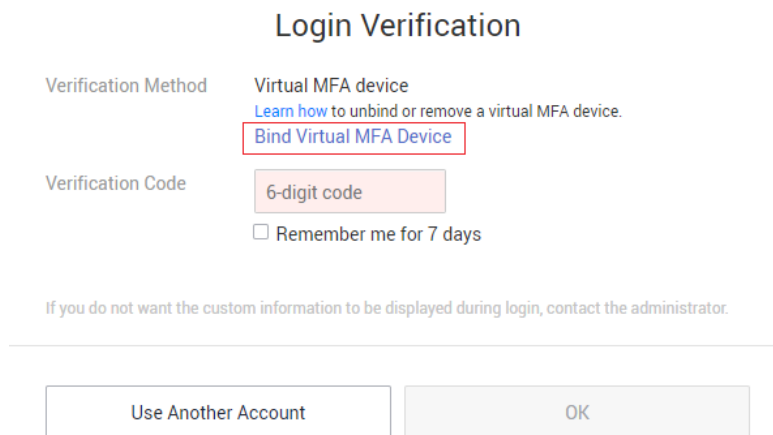 Login Verification
Verification Method
Virtual MFA device
Learn how to unbind or remove a virtual MFA device.
Bind Virtual MFA Device
Verification Code
6-digit code
Remember me for 7 days
If you do not want the custom information to be displayed during login, contact the administrator.
Use Another Account
OK